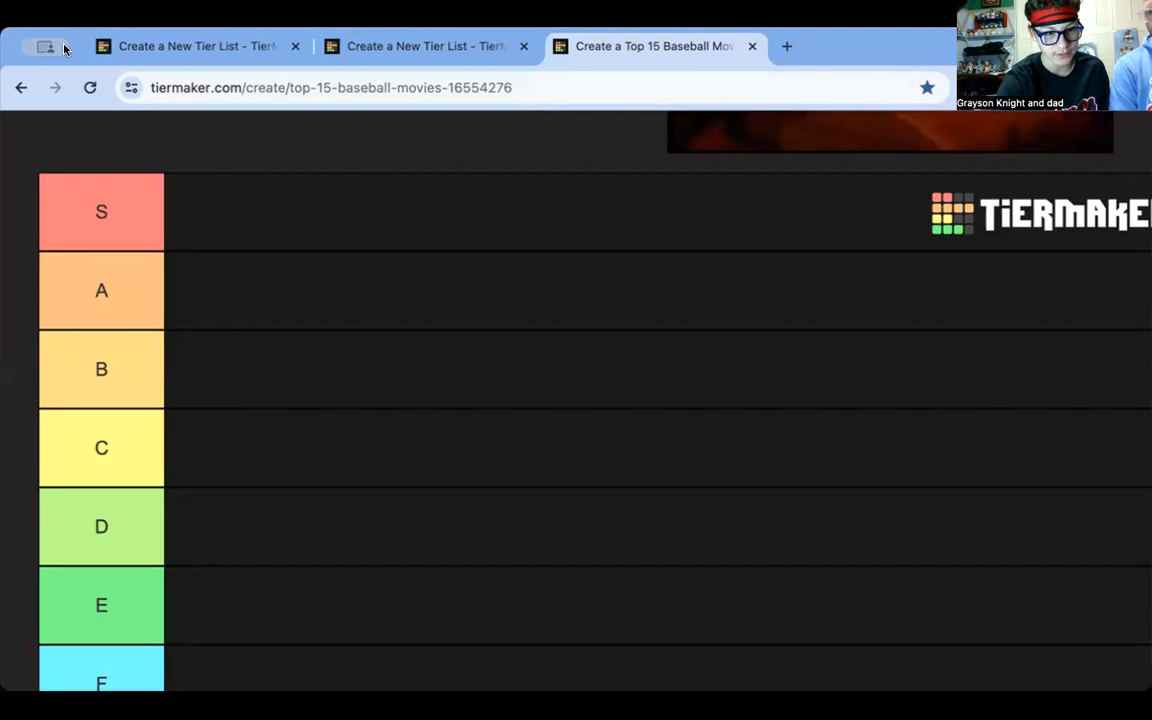 Create a New Tier List - Tier
Create a New Tier List - Tier
Create a Top 15 Baseball Mo
tiermaker.com/create/top-15-baseball-movies-16554276
Grayson Knight and dad
S
TiERMAKE
A
B
C
D
E
F